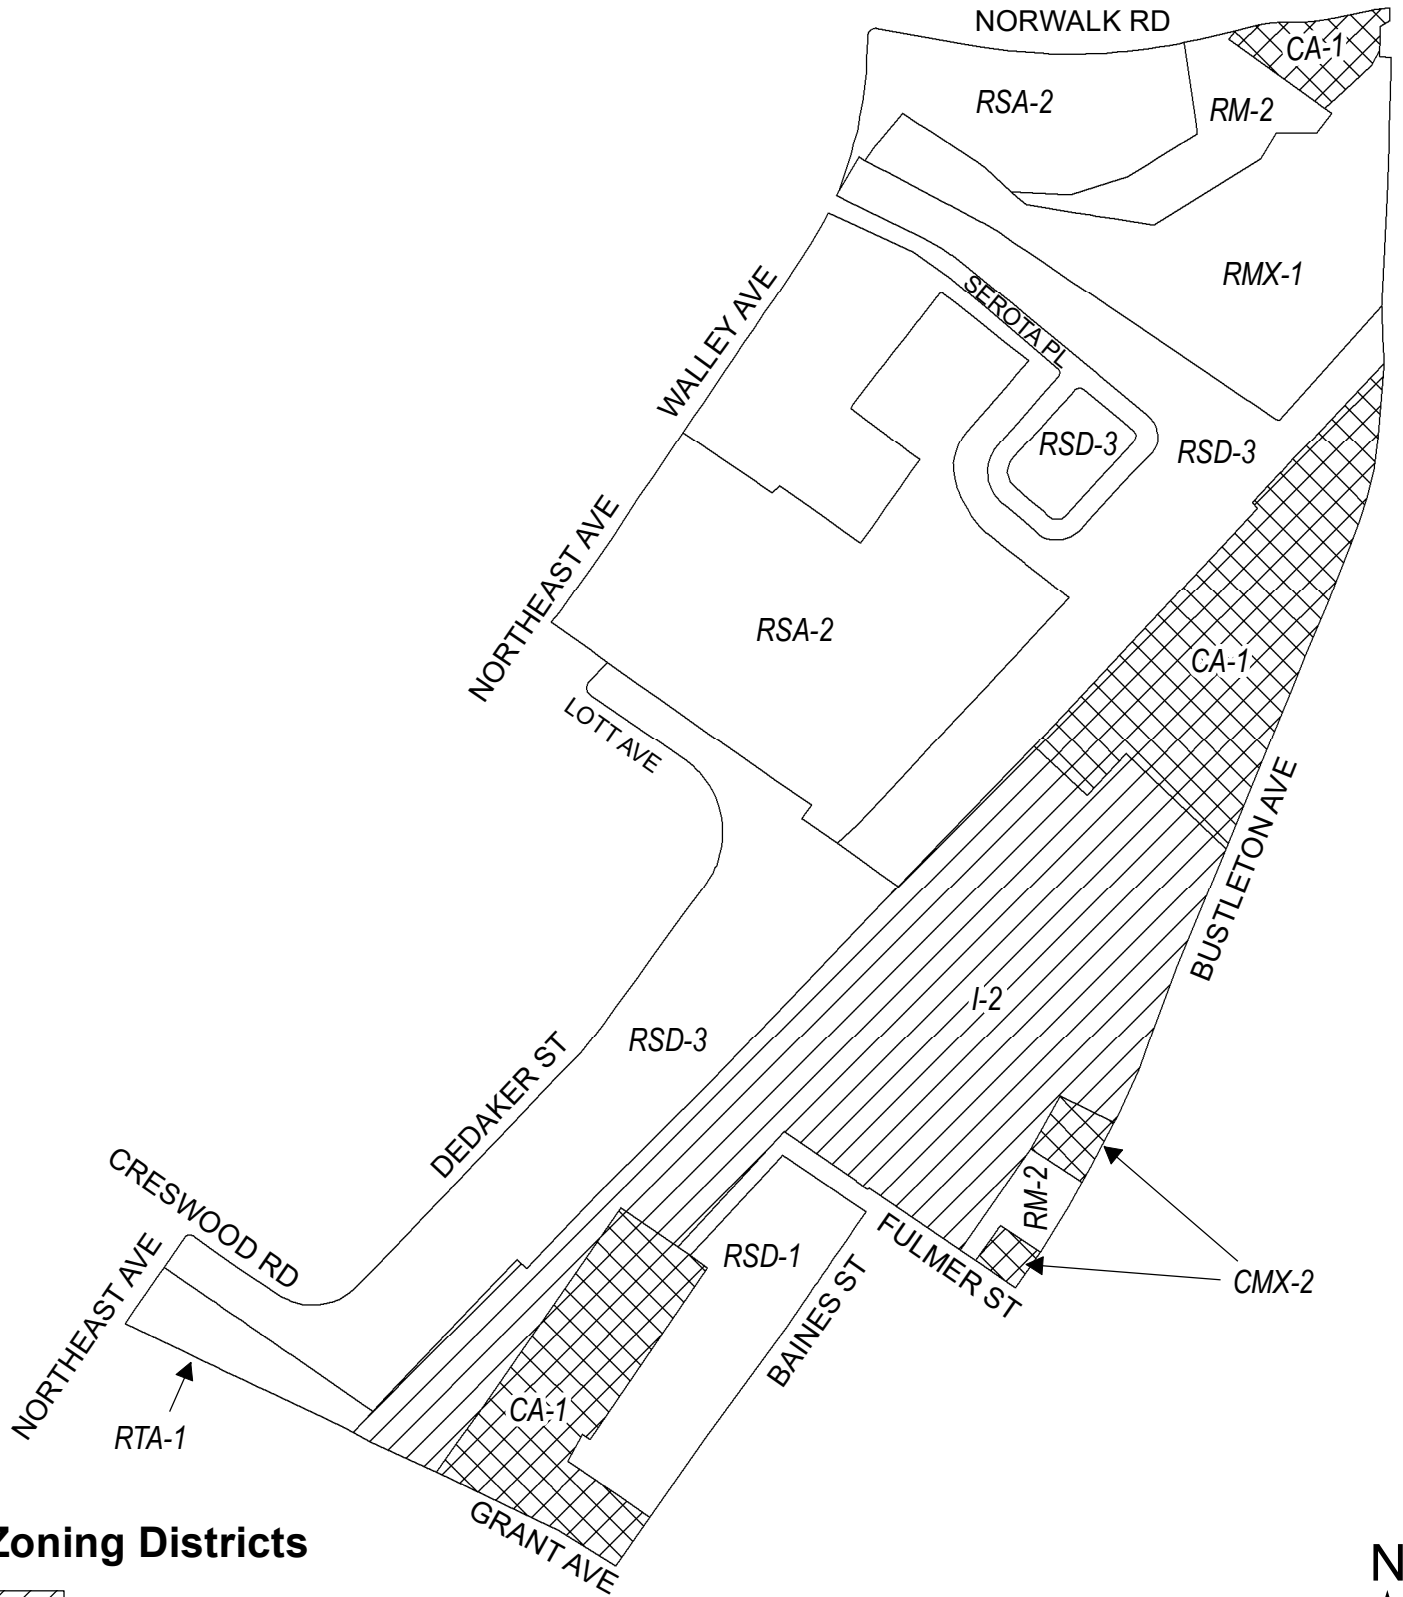 NORWALK RD
CA-1
RSA-2
RM-2
RMX-1
WALLEY AVE
SEROTA PL
RSD-3
RSD-3
NORTHEAST AVE
RSA-2
CA-1
LOTT AVE
BUSTLETON AVE
I-2
RSD-3
DEDAKER ST
CRESWOOD RD
RM-2
FULMER ST
RSD-1
NORTHEAST AVE
BAINES ST
CMX-2
CA-1
RTA-1
GRANT AVE
Zoning Districts
N